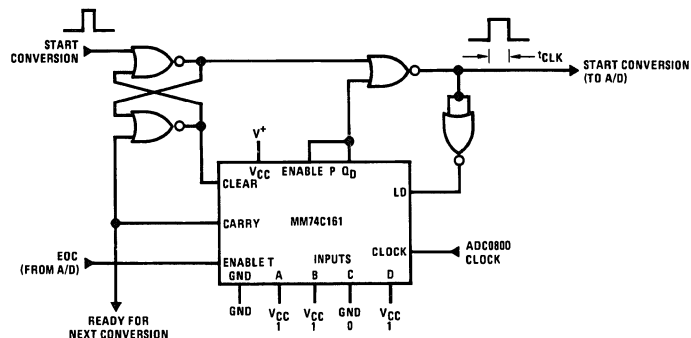 START
CONVERSION
tCLK
START CONVERSION
(TO A/D)
V+
VCC
ENABLE P QD
CLEAR
LD
CARRY
MM74C161
EOC
(FROM A/D)
ENABLE T
INPUTS
CLOCK
ADC0800
CLOCK
GND A B C D
GND VCC VCC GND VCC
1 1 0 1
READY FOR
NEXT CONVERSION